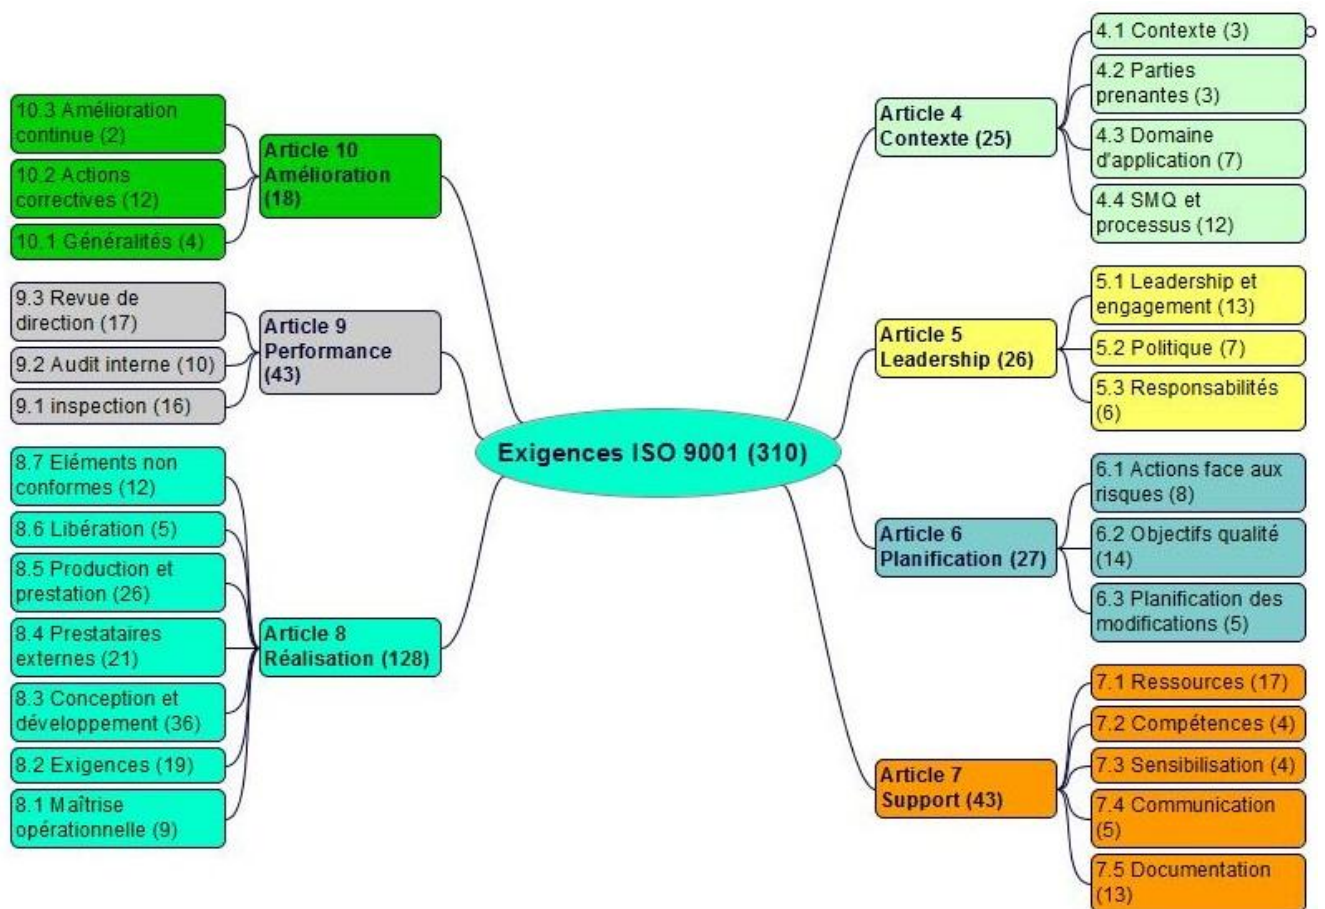 Exigences ISO 9001 (310)
Article 4
Contexte (25)
4.1 Contexte (3)
4.2 Parties
prenantes (3)
4.3 Domaine
d'application (7)
4.4 SMQ et
processus (12)
Article 5
Leadership (26)
5.1 Leadership et
engagement (13)
5.2 Politique (7)
5.3 Responsabilités
(6)
Article 6
Planification (27)
6.1 Actions face aux
risques (8)
6.2 Objectifs qualité
(14)
6.3 Planification des
modifications (5)
Article 7
Support (43)
7.1 Ressources (17)
7.2 Compétences (4)
7.3 Sensibilisation (4)
7.4 Communication
(5)
7.5 Documentation
(13)
Article 8
Réalisation (128)
8.7 Eléments non
conformes (12)
8.6 Libération (5)
8.5 Production et
prestation (26)
8.4 Prestataires
externes (21)
8.3 Conception et
développement (36)
8.2 Exigences (19)
8.1 Maîtrise
opérationnelle (9)
Article 9
Performance
(43)
9.3 Revue de
direction (17)
9.2 Audit interne (10)
9.1 inspection (16)
Article 10
Amélioration
(18)
10.3 Amélioration
continue (2)
10.2 Actions
correctives (12)
10.1 Généralités (4)